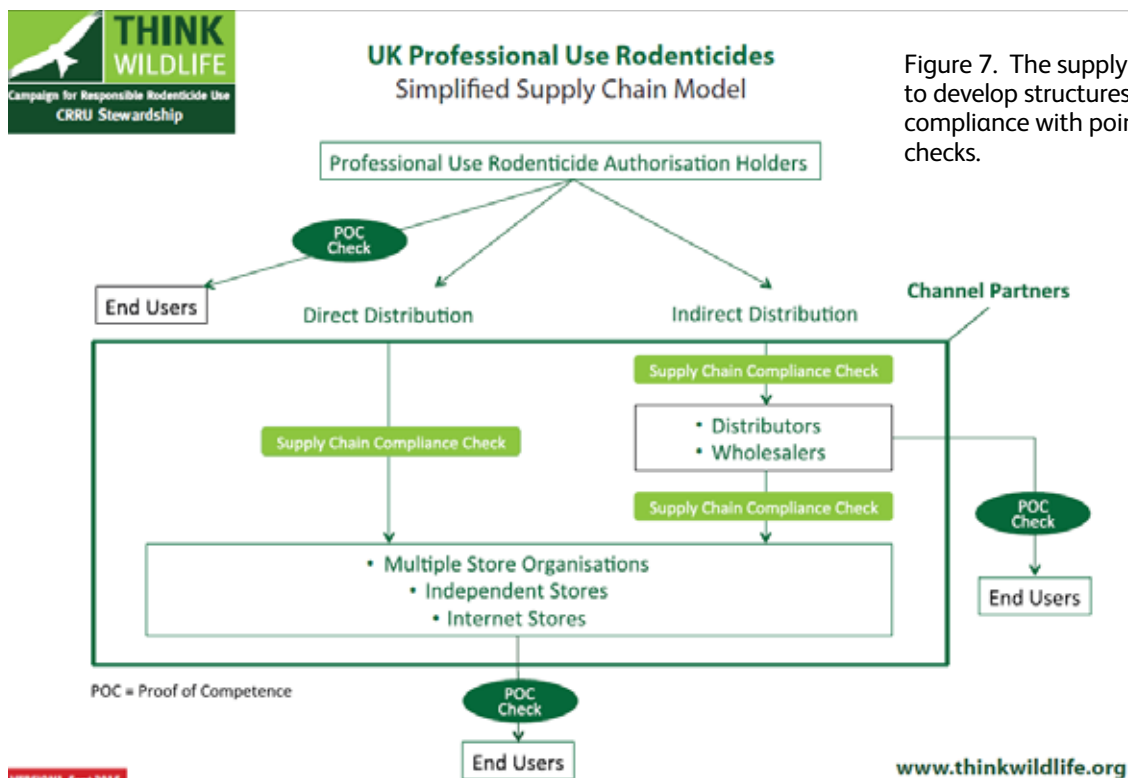 THINK
WILDLIFE
Campaign for Responsible Rodenticide Use
CRRU Stewardship
UK Professional Use Rodenticides
Simplified Supply Chain Model
Figure 7. The supply
to develop structures
compliance with poin
checks.
Professional Use Rodenticide Authorisation Holders
POC
Check
End Users
Direct Distribution
Indirect Distribution
Channel Partners
Supply Chain Compliance Check
• Distributors
• Wholesalers
Supply Chain Compliance Check
Supply Chain Compliance Check
POC
Check
• Multiple Store Organisations
• Independent Stores
• Internet Stores
End Users
POC = Proof of Competence
POC
Check
End Users
www.thinkwildlife.org